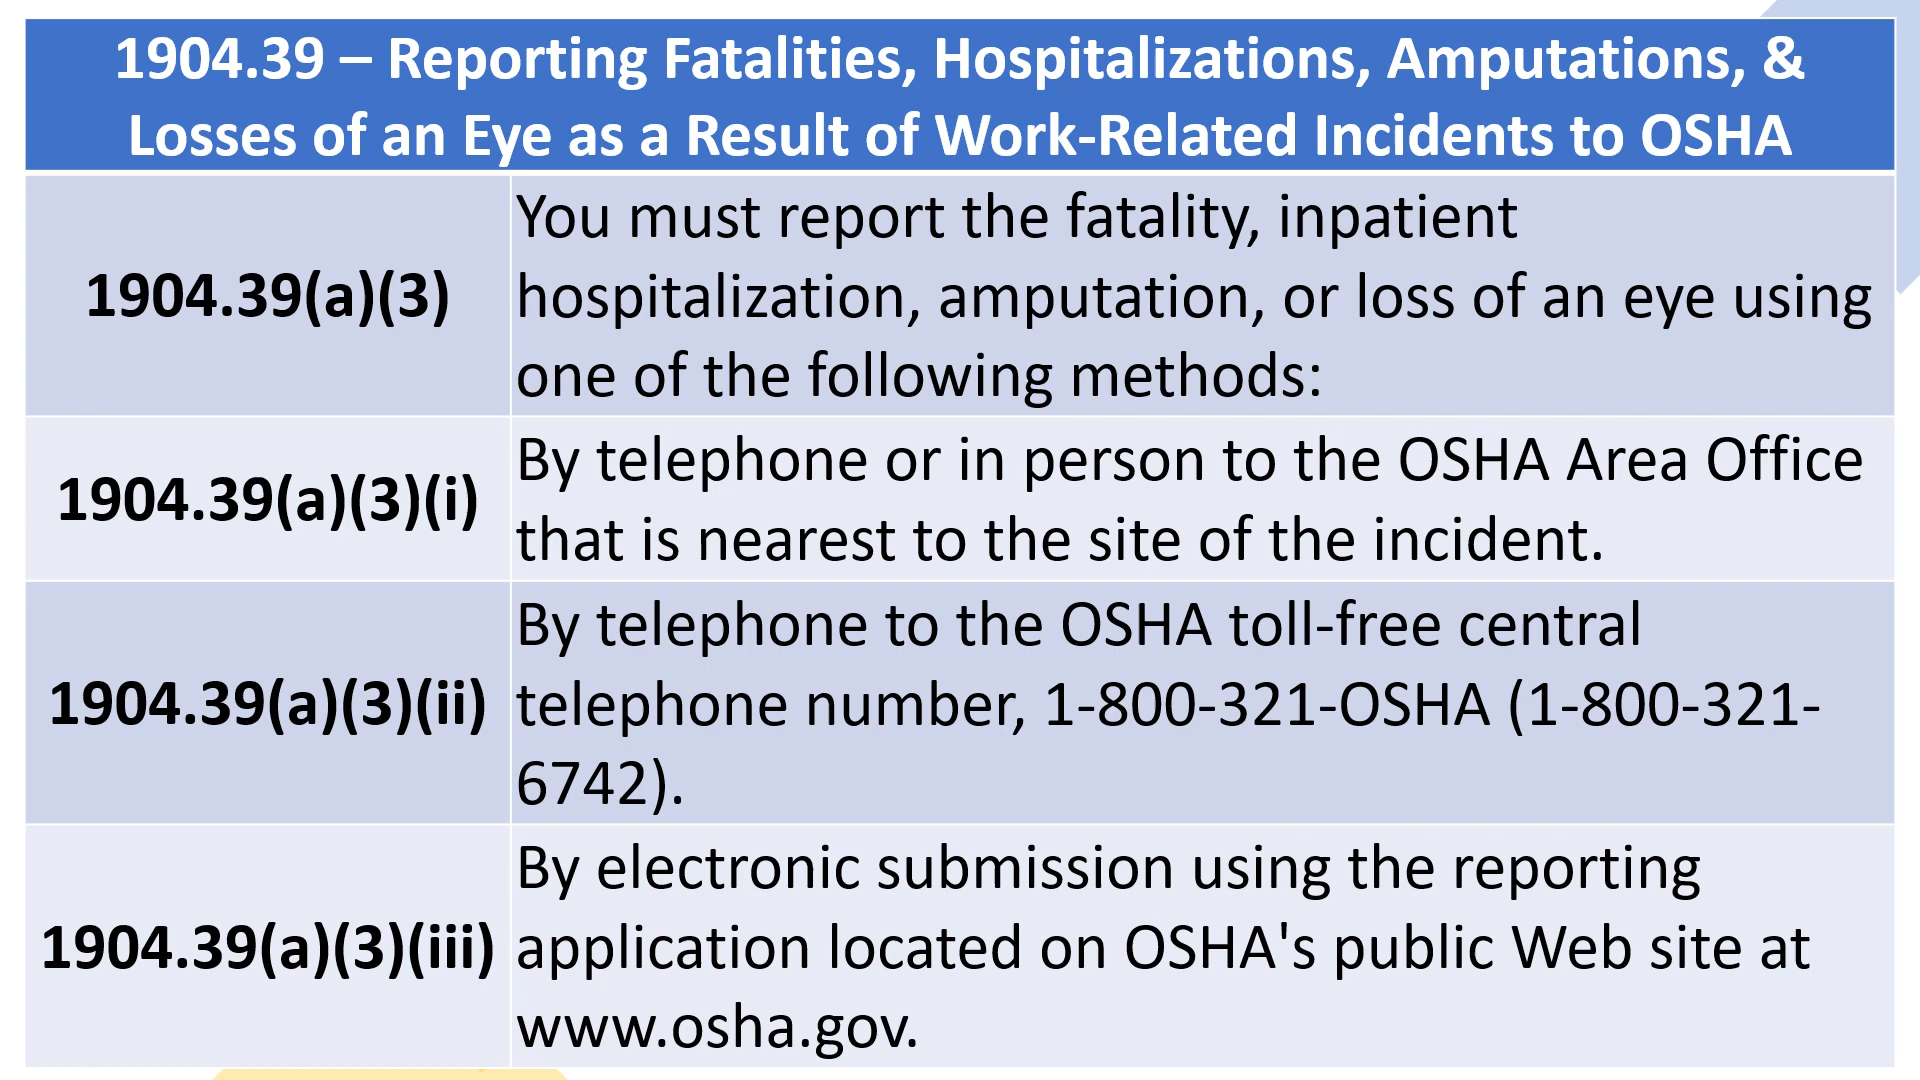 1904.39 – Reporting Fatalities, Hospitalizations, Amputations, &
Losses of an Eye as a Result of Work-Related Incidents to OSHA
1904.39(a)(3)
You must report the fatality, inpatient
hospitalization, amputation, or loss of an eye using
one of the following methods:
1904.39(a)(3)(i)
By telephone or in person to the OSHA Area Office
that is nearest to the site of the incident.
1904.39(a)(3)(ii)
By telephone to the OSHA toll-free central
telephone number, 1-800-321-OSHA (1-800-321-
6742).
1904.39(a)(3)(iii)
By electronic submission using the reporting
application located on OSHA's public Web site at
www.osha.gov.